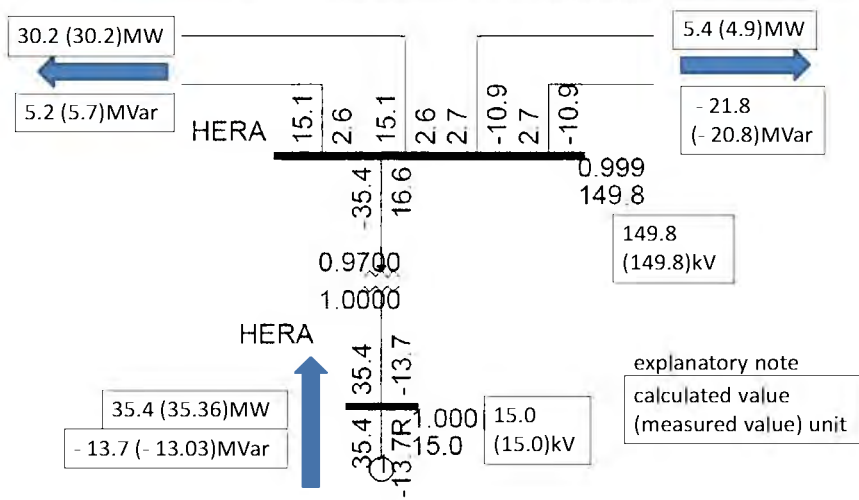 30.2 (30.2)MW
5.4 (4.9)MW
5.2 (5.7)MVar
- 21.8
(- 20.8)MVar
HERA
15.1
2.6
15.1
2.6
2.7
-10.9
2.7
-10.9
0.999
149.8
-35.4
16.6
149.8
(149.8)kV
0.9700
1.0000
HERA
35.4
-13.7
explanatory note
calculated value
(measured value) unit
35.4 (35.36)MW
- 13.7 (- 13.03)MVar
1.000
15.0
15.0
(15.0)kV
35.4
-13.7R